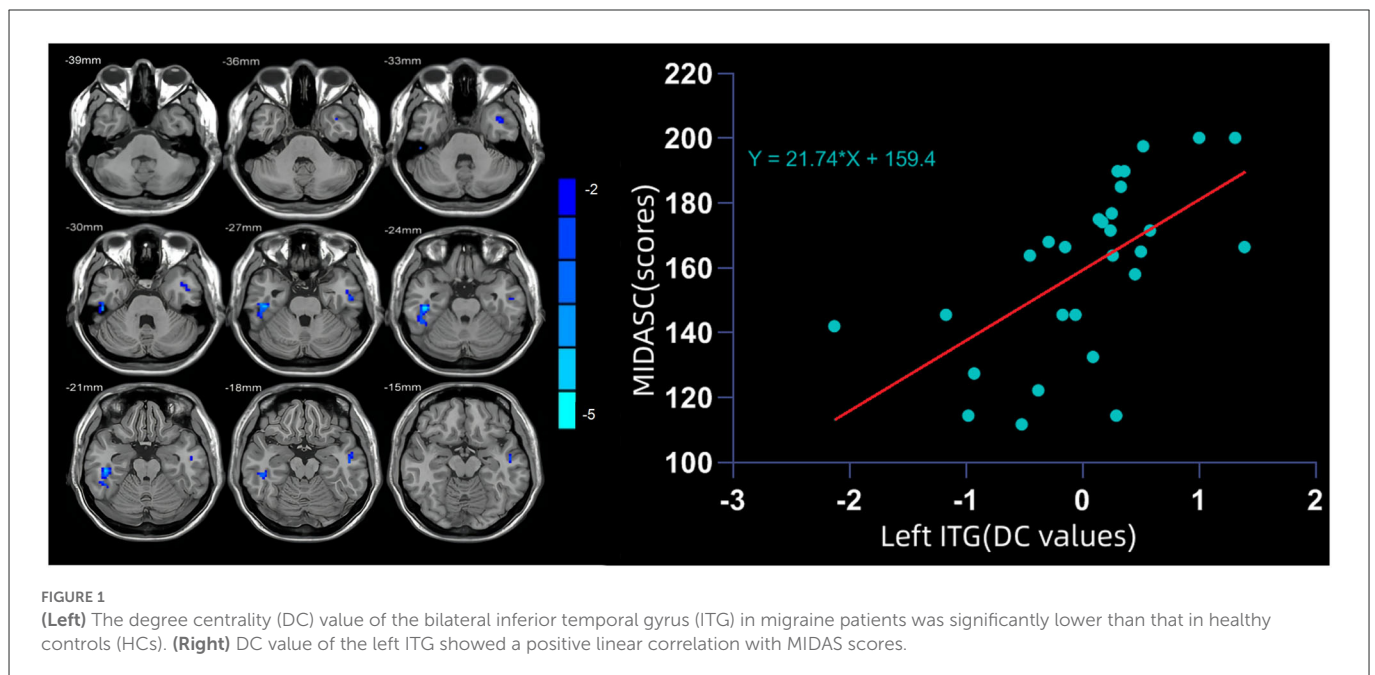 -39mm
-36mm
-33mm
-30mm
-27mm
-24mm
-21mm
-18mm
-15mm
-2
-5
220
200
180
160
140
120
100
MIDASC(scores)
Y = 21.74*X + 159.4
-3
-2
-1
0
1
2
Left ITG(DC values)
FIGURE 1
(Left) The degree centrality (DC) value of the bilateral inferior temporal gyrus (ITG) in migraine patients was significantly lower than that in healthy
controls (HCs). (Right) DC value of the left ITG showed a positive linear correlation with MIDAS scores.